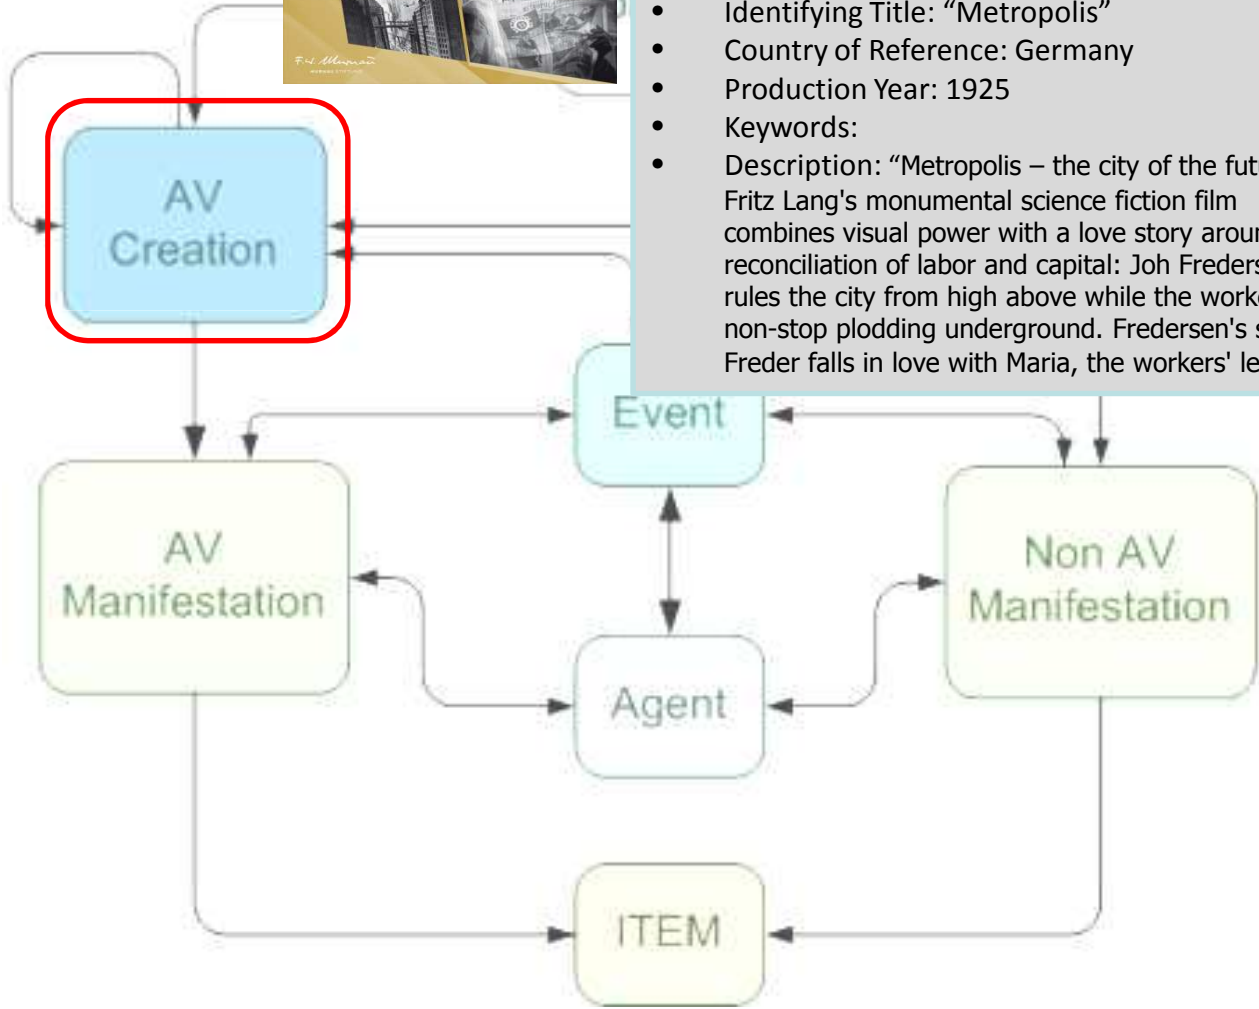 F.W. Murnau
• Identifying Title: “Metropolis”
• Country of Reference: Germany
• Production Year: 1925
• Keywords:
• Description: “Metropolis – the city of the fut
Fritz Lang's monumental science fiction film
combines visual power with a love story arou
reconciliation of labor and capital: Joh Freders
rules the city from high above while the work
non-stop plodding underground. Fredersen's s
Freder falls in love with Maria, the workers' le
AV
Creation
Event
AV
Manifestation
Non AV
Manifestation
Agent
ITEM